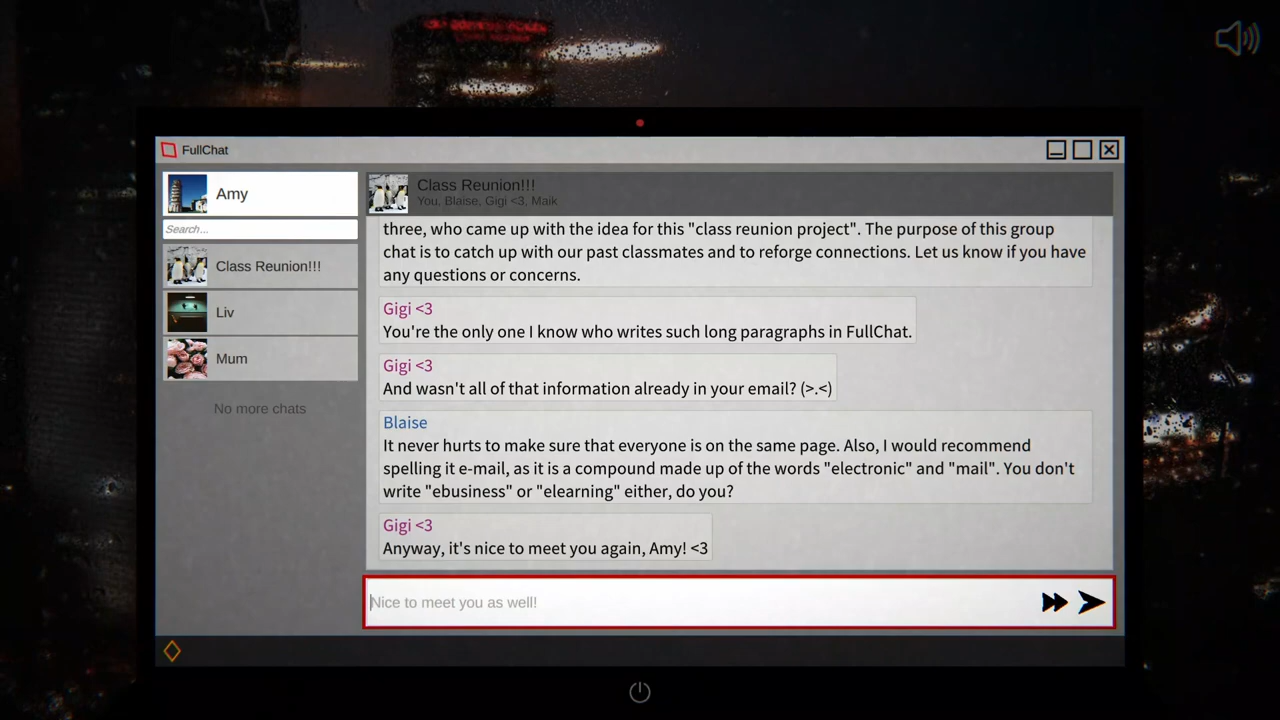 FullChat
Amy
Search...
Class Reunion!!!
Liv
Mum
No more chats
Class Reunion!!!
You, Blaise, Gigi <3, Maik
three, who came up with the idea for this "class reunion project". The purpose of this group
chat is to catch up with our past classmates and to reforge connections. Let us know if you have
any questions or concerns.
Gigi <3
You're the only one I know who writes such long paragraphs in FullChat.
Gigi <3
And wasn't all of that information already in your email? (>.<)
Blaise
It never hurts to make sure that everyone is on the same page. Also, I would recommend
spelling it e-mail, as it is a compound made up of the words "electronic" and "mail". You don't
write "ebusiness" or "elearning" either, do you?
Gigi <3
Anyway, it's nice to meet you again, Amy! <3
Nice to meet you as well!